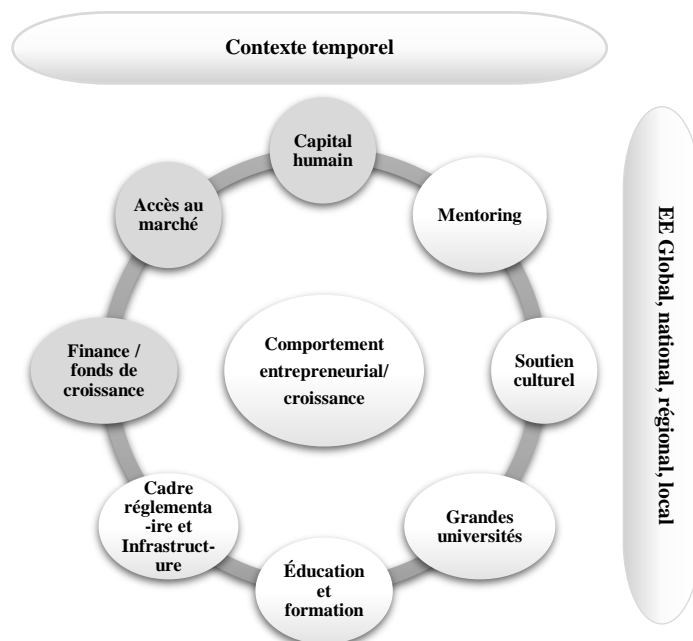 Contexte temporel
Capital
humain
Accès au
marché
Mentoring
EE Global, national, régional, local
Finance /
fonds de
croissance
Comportement
entrepreneurial/
croissance
Soutien
culturel
Cadre
réglementa
-ire et
Infrastruct-
ure
Grandes
universités
Éducation
et
formation